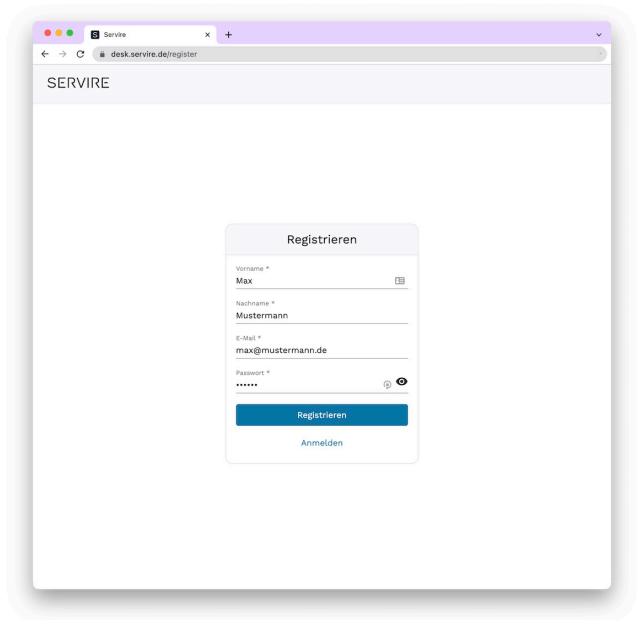 Servire
desk.servire.de/register
SERVIRE
Registrieren
Vorname *
Max
Nachname *
Mustermann
E-Mail *
max@mustermann.de
Passwort *
••••••
Registrieren
Anmelden